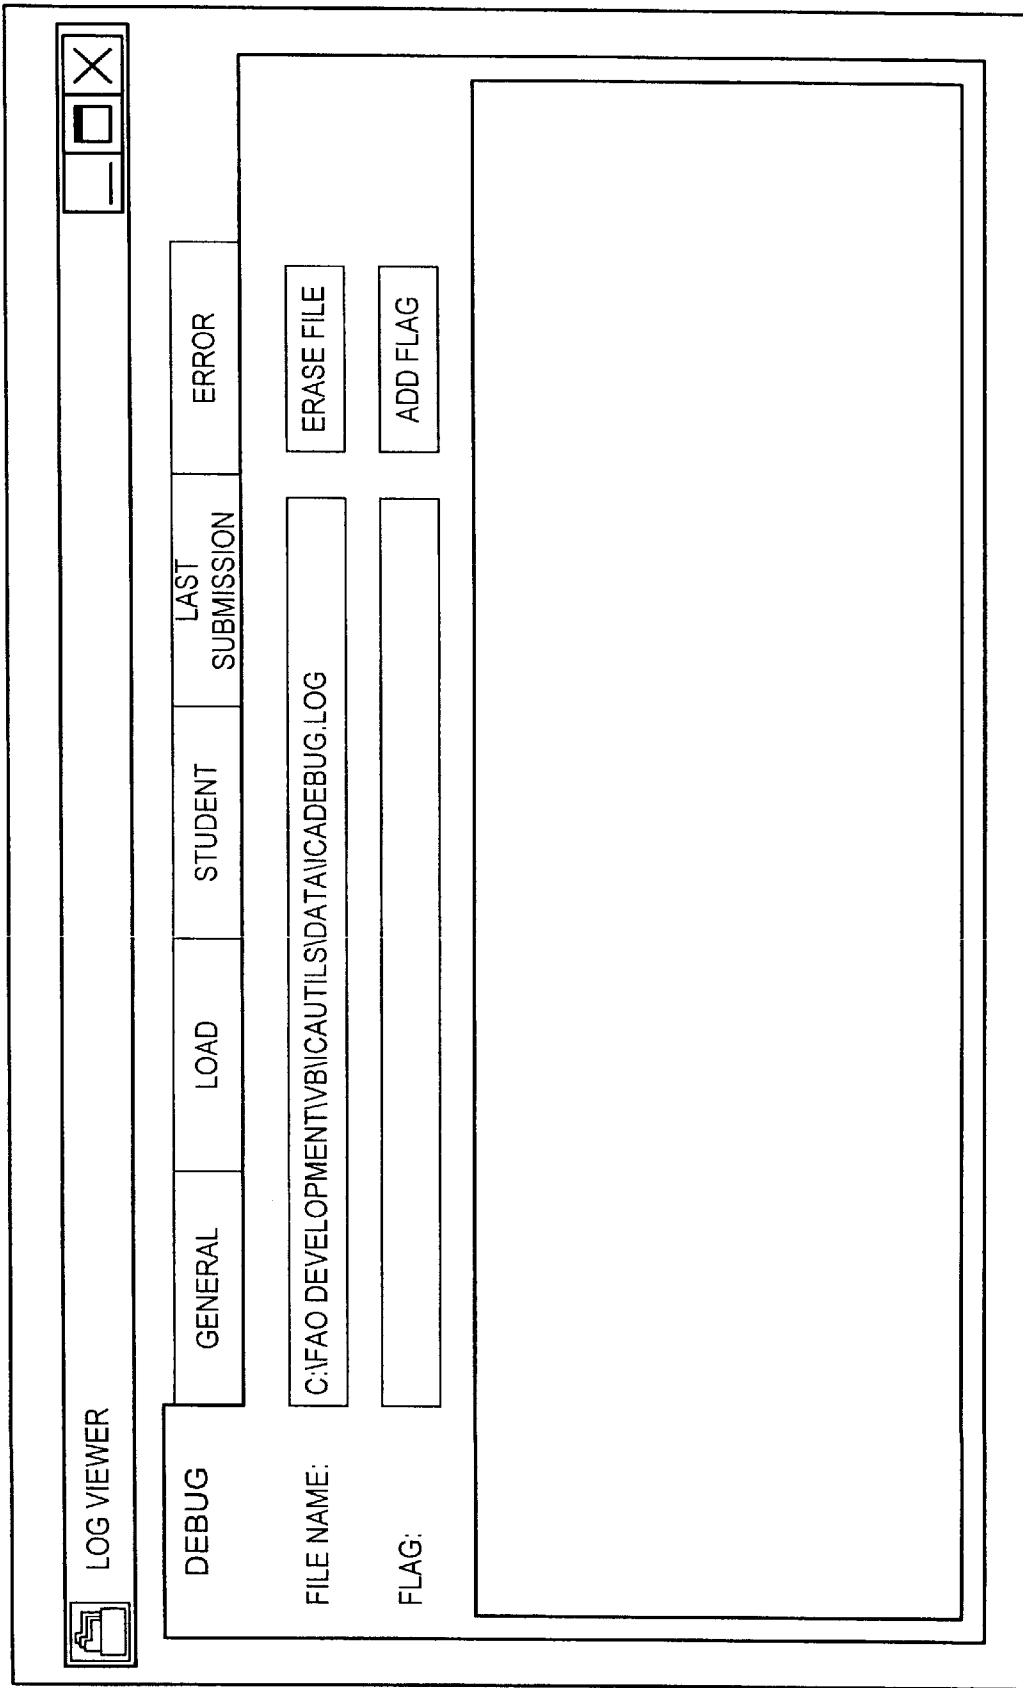 LOG VIEWER
DEBUG
GENERAL
LOAD
STUDENT
LAST
SUBMISSION
ERROR
FILE NAME:
C:\FAO DEVELOPMENT\VB\ICAUTILS\DATA\ICADEBUG.LOG
ERASE FILE
FLAG:
ADD FLAG